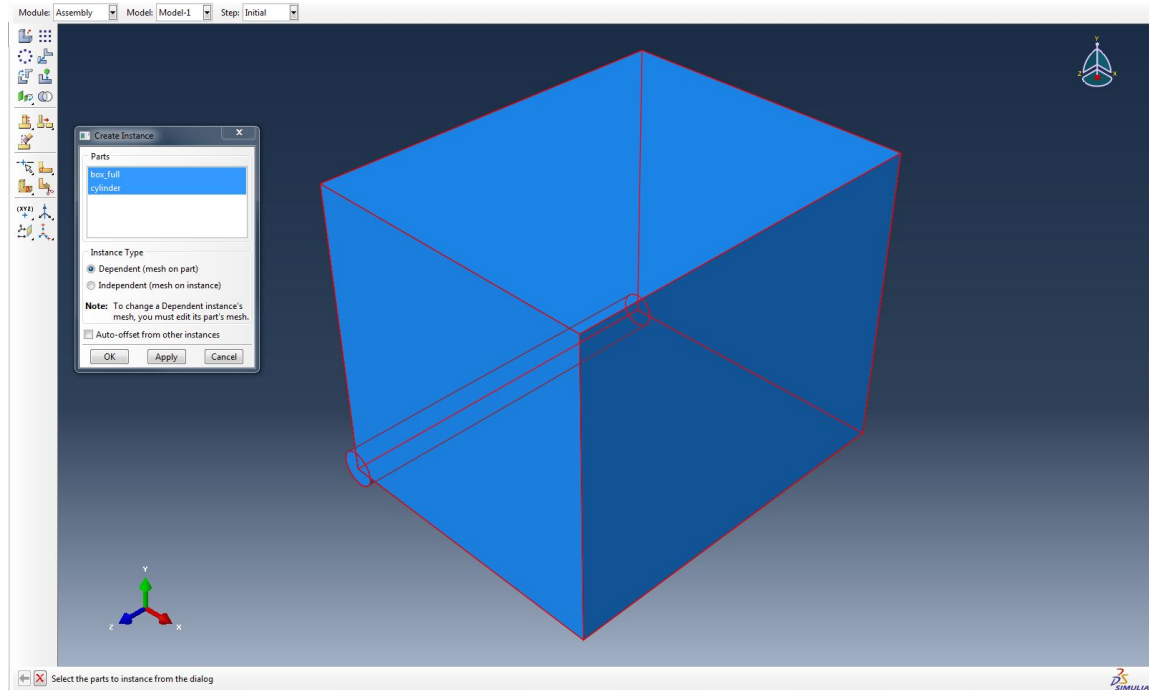 Module: Assembly Model: Model-1 Step: Initial
Y
Z X
Create Instance X
Parts
box_full
cylinder
Instance Type
Dependent (mesh on part)
Independent (mesh on instance)
Note: To change a Dependent instance's
mesh, you must edit its part's mesh.
Auto-offset from other instances
OK Apply Cancel
(XYZ)
Y
Z X
Select the parts to instance from the dialog
SIMULIA